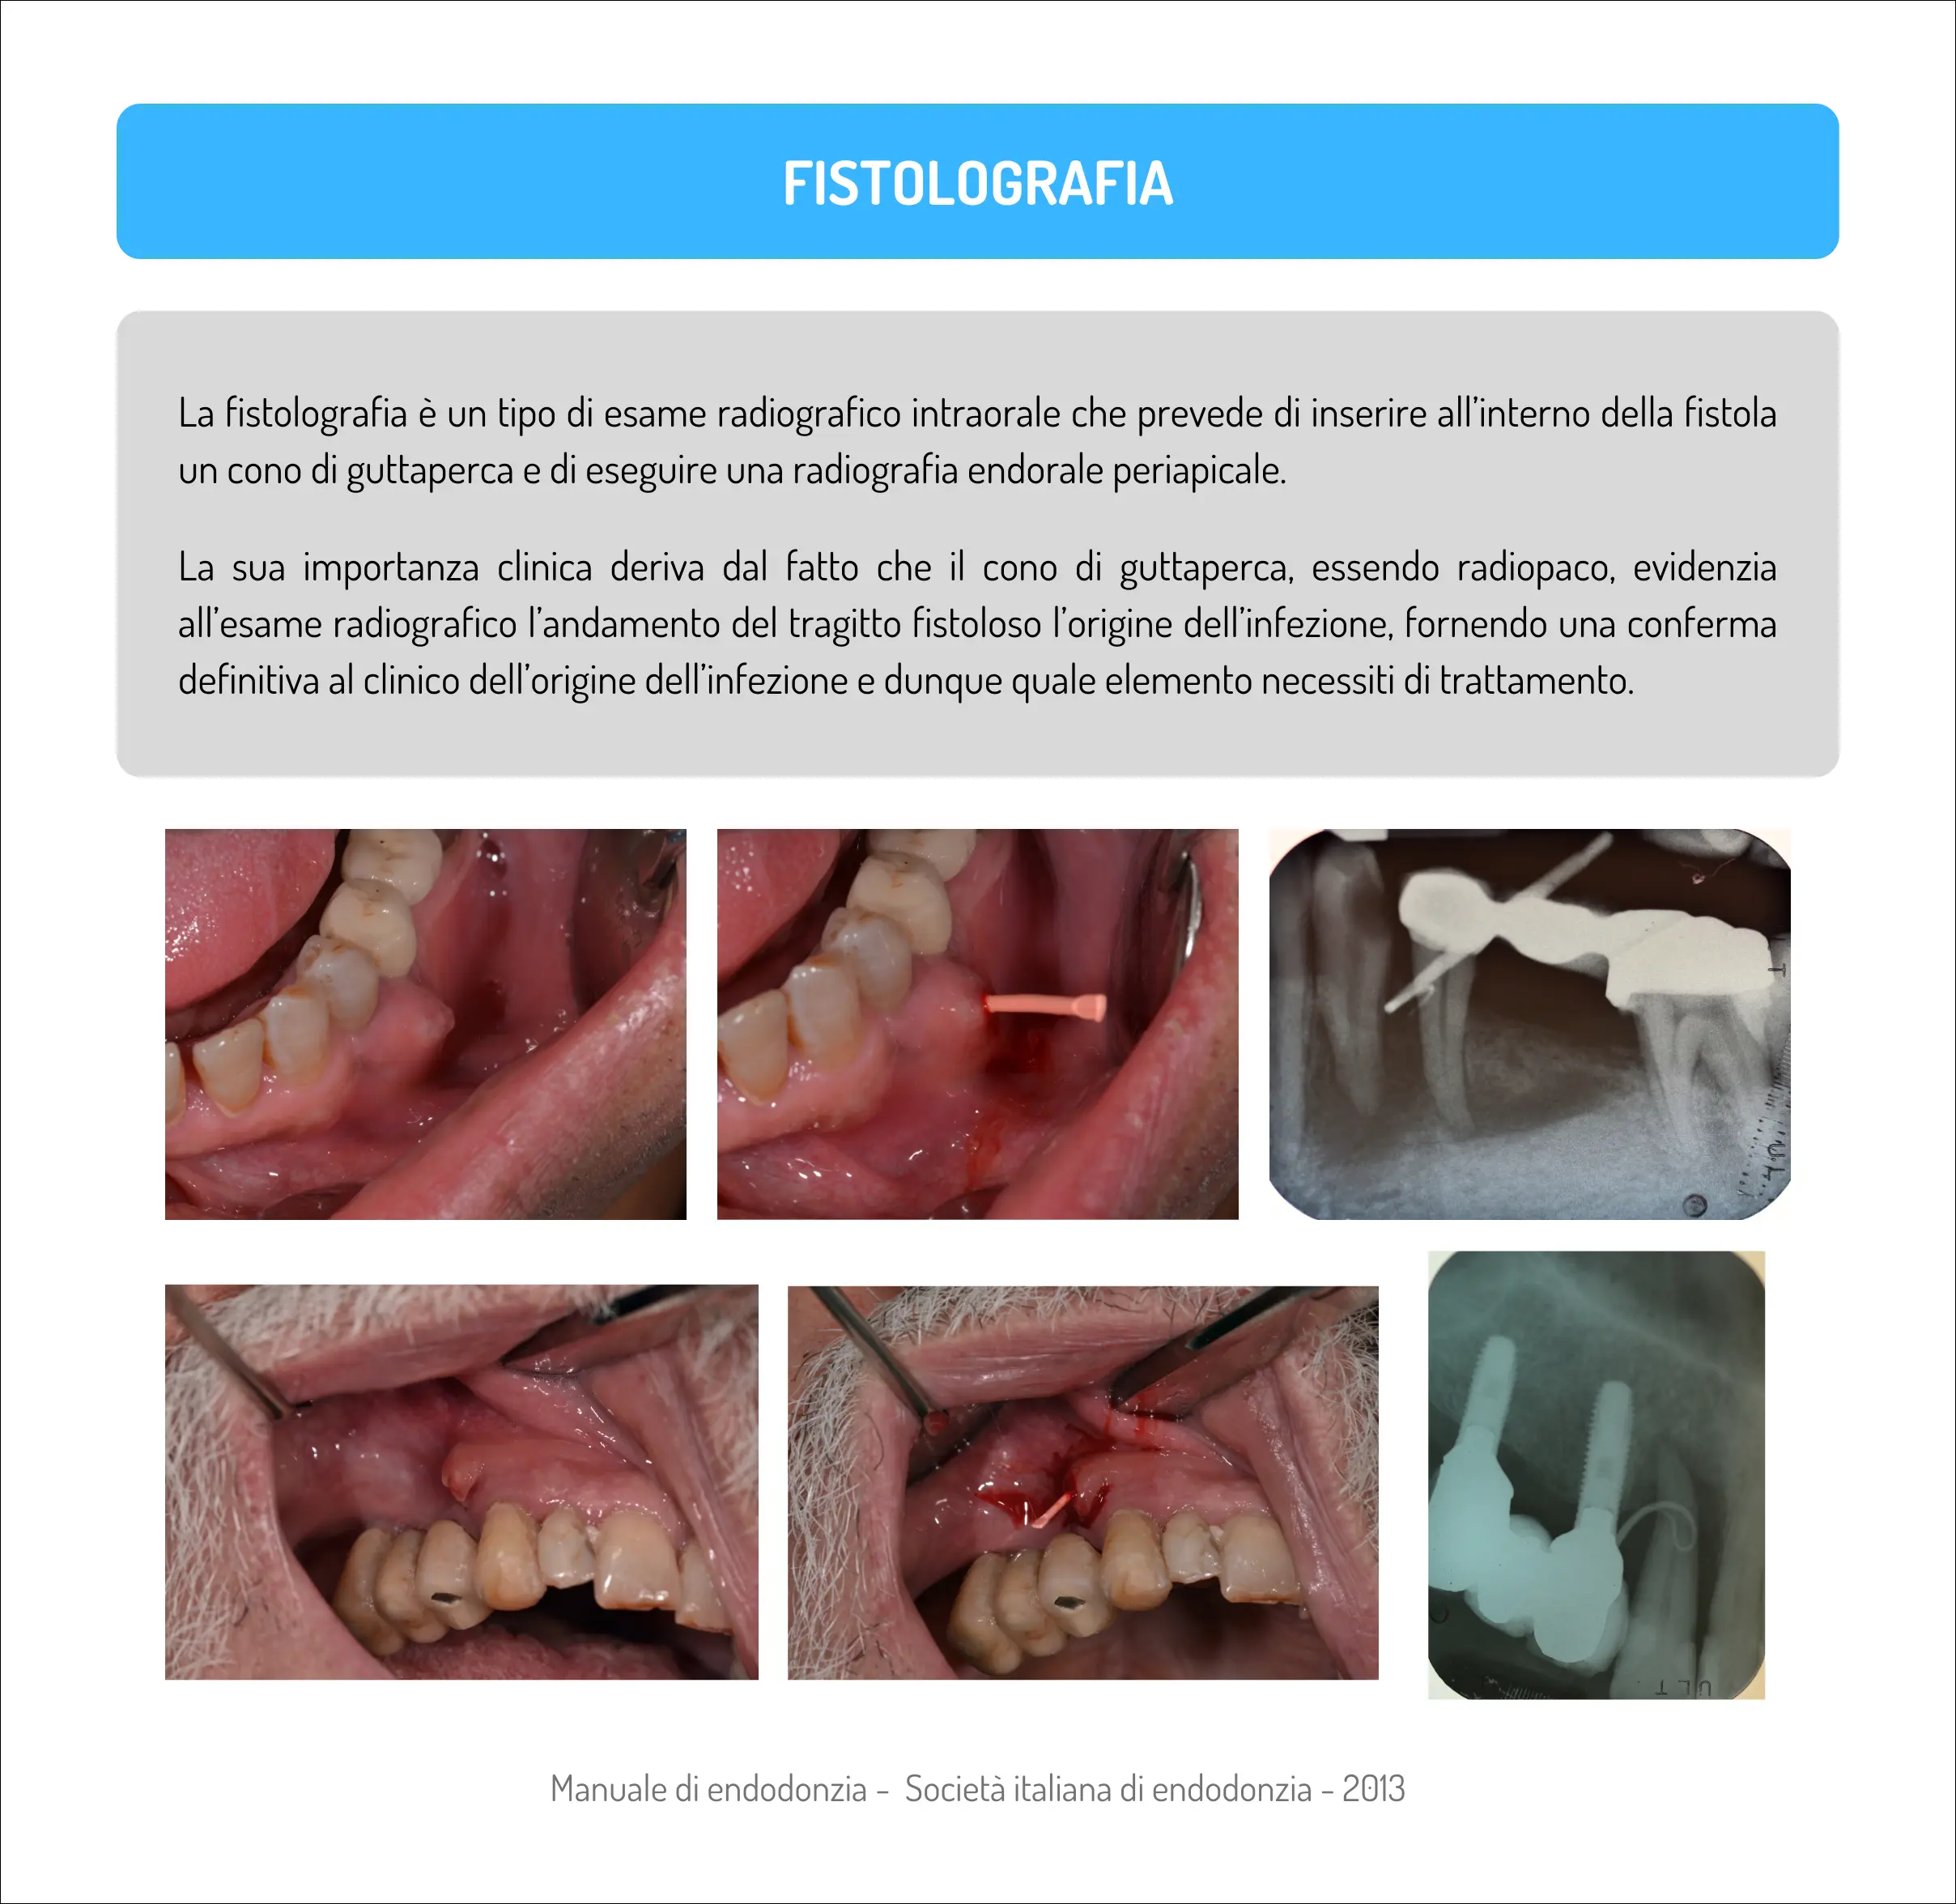 FISTOLOGRAFIA
La fistolografia è un tipo di esame radiografico intraorale che prevede di inserire all’interno della fistola
un cono di guttaperca e di eseguire una radiografia endorale periapicale.
La sua importanza clinica deriva dal fatto che il cono di guttaperca, essendo radiopaco, evidenzia
all’esame radiografico l’andamento del tragitto fistoloso l’origine dell’infezione, fornendo una conferma
definitiva al clinico dell’origine dell’infezione e dunque quale elemento necessiti di trattamento.
Manuale di endodonzia - Società italiana di endodonzia - 2013